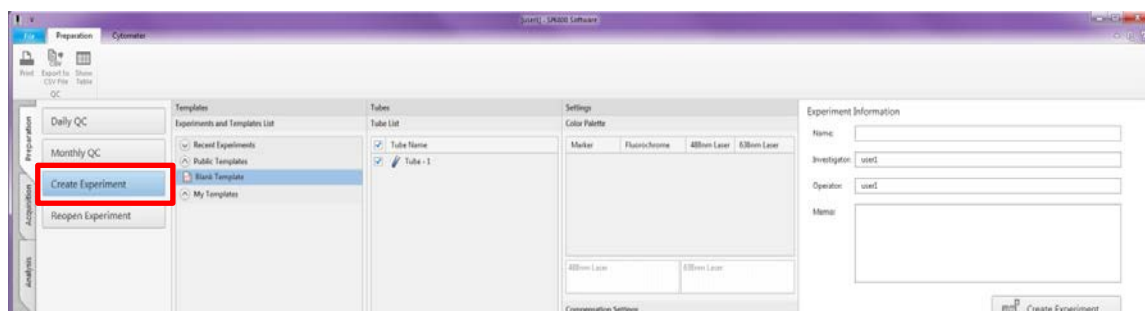 [user1] - SP6800 Software
File Preparation Cytometer
Print Export to CSV File Show Table
QC
Preparation
Acquisition
Analysis
Daily QC
Monthly QC
Create Experiment
Reopen Experiment
Templates
Experiments and Templates List
Recent Experiments
Public Templates
Blank Template
My Templates
Tubes
Tube List
Tube Name
Tube - 1
Settings
Color Palette
Marker Fluorochrome 488nm Laser 638nm Laser
488nm Laser 638nm Laser
Compensation Settings
Experiment Information
Name:
Investigator: user1
Operator: user1
Memo:
Create Experiment